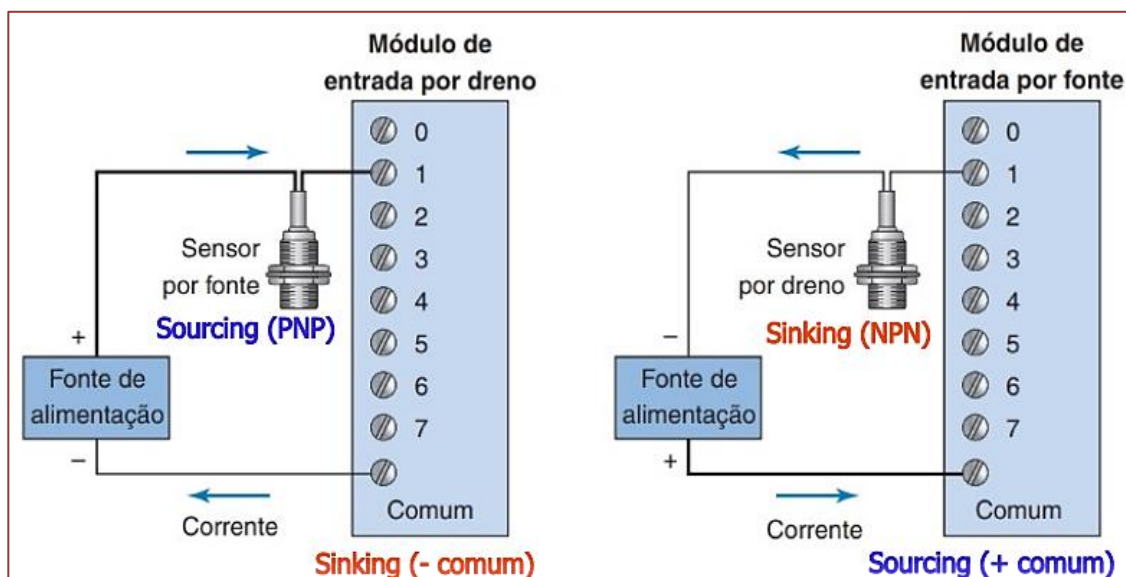 Módulo de
entrada por dreno
0
1
2
3
4
5
6
7
Comum
Sensor
por fonte
Sourcing (PNP)
+
Fonte de
alimentação
–
Corrente
Sinking (- comum)
Módulo de
entrada por fonte
0
1
2
3
4
5
6
7
Comum
Sensor
por dreno
Sinking (NPN)
–
Fonte de
alimentação
+
Corrente
Sourcing (+ comum)